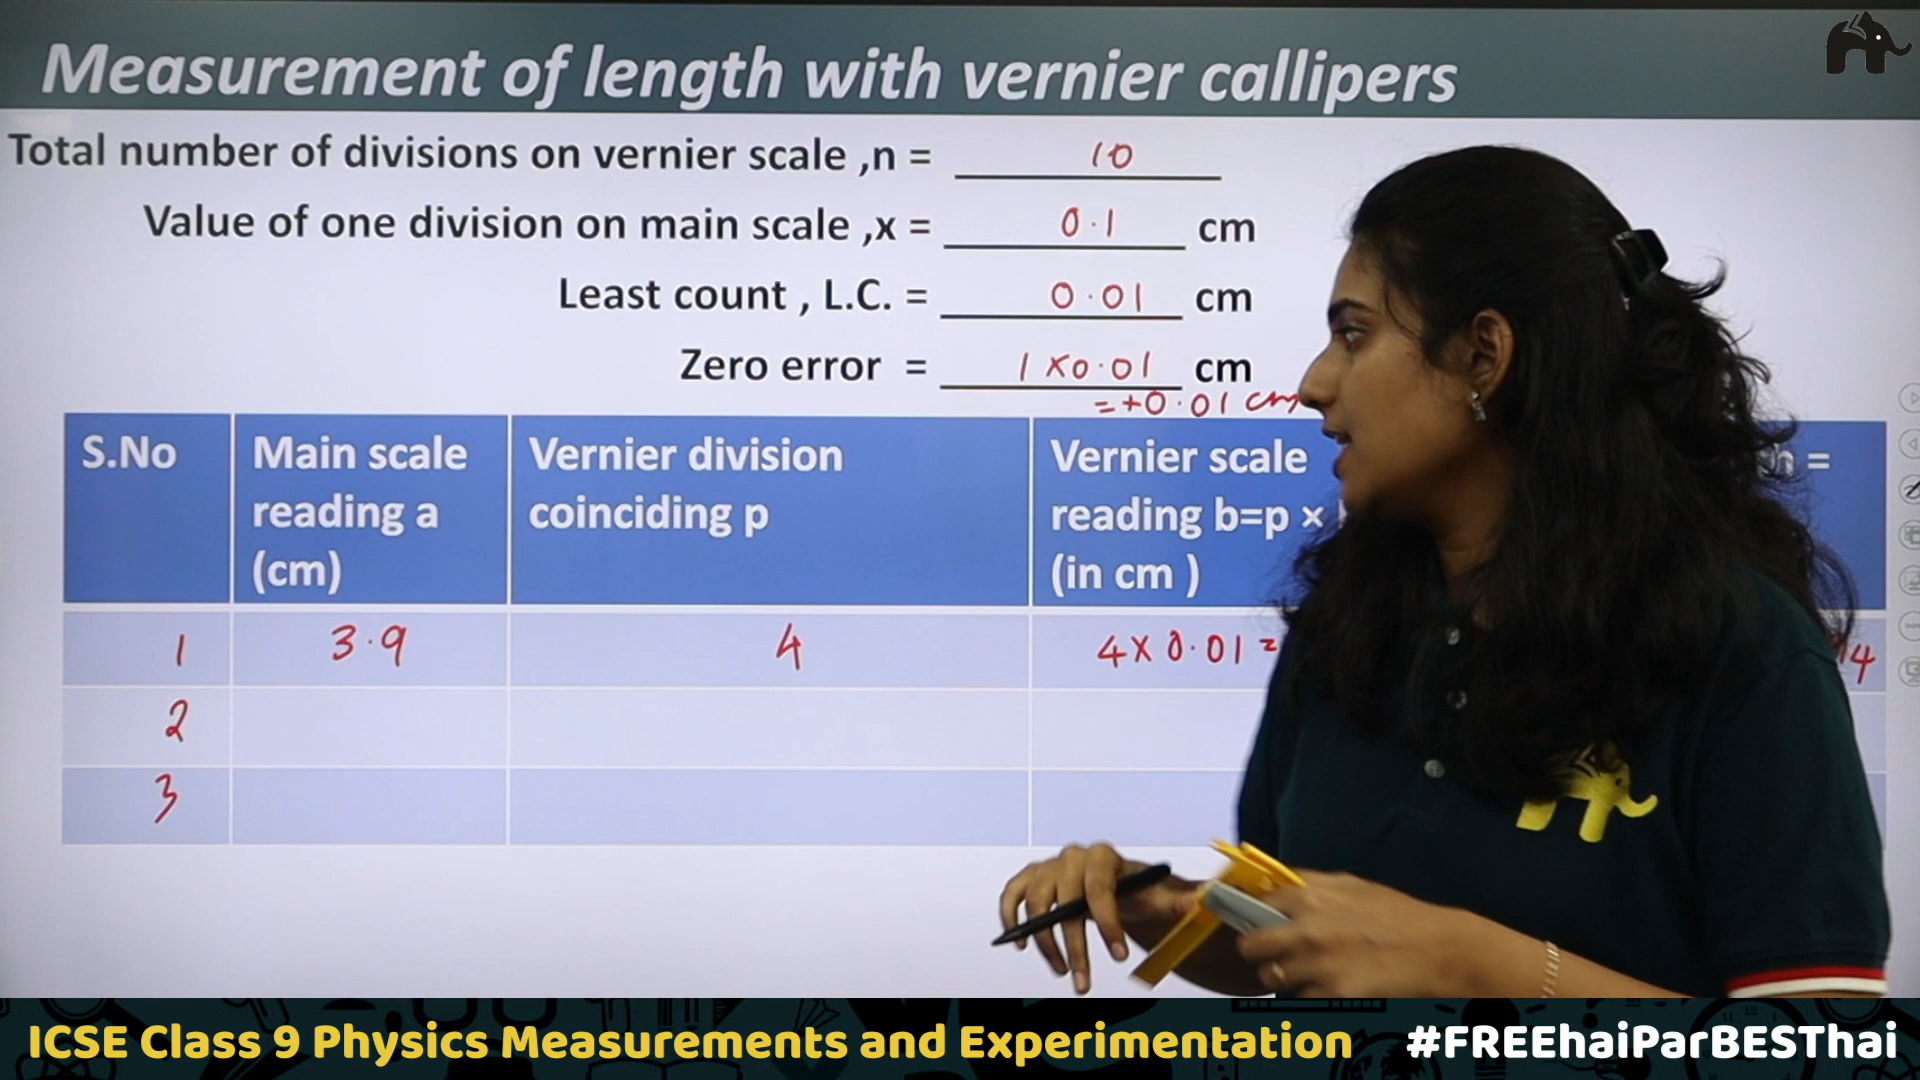 Measurement of length with vernier callipers
Total number of divisions on vernier scale ,n = 10
Value of one division on main scale ,x = 0.1 cm
Least count , L.C. = 0.01 cm
Zero error = 1 x 0.01 cm
= +0.01 cm
S.No
Main scale
reading a
(cm)
Vernier division
coinciding p
Vernier scale
reading b=p ×
(in cm )
=
1 3.9 4 4 x 0.01 = 4
2
3
ICSE Class 9 Physics Measurements and Experimentation #FREEhaiParBESThai